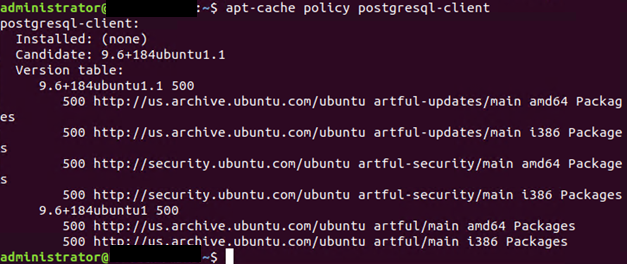 administrator@ :~$ apt-cache policy postgresql-client
postgresql-client:
  Installed: (none)
  Candidate: 9.6+184ubuntu1.1
  Version table:
     9.6+184ubuntu1.1 500
        500 http://us.archive.ubuntu.com/ubuntu artful-updates/main amd64 Packag
es
        500 http://us.archive.ubuntu.com/ubuntu artful-updates/main i386 Package
s
        500 http://security.ubuntu.com/ubuntu artful-security/main amd64 Package
s
        500 http://security.ubuntu.com/ubuntu artful-security/main i386 Packages
     9.6+184ubuntu1 500
        500 http://us.archive.ubuntu.com/ubuntu artful/main amd64 Packages
        500 http://us.archive.ubuntu.com/ubuntu artful/main i386 Packages
administrator@ ~$